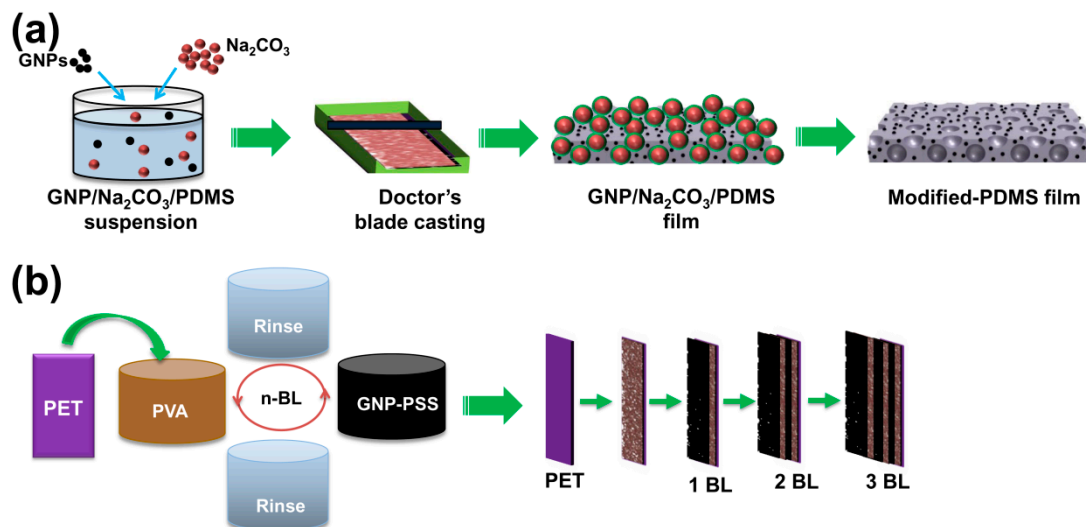 (a)
GNPs
Na₂CO₃
GNP/Na₂CO₃/PDMS
suspension
Doctor's
blade casting
GNP/Na₂CO₃/PDMS
film
Modified-PDMS film
(b)
Rinse
PET
PVA
n-BL
GNP-PSS
Rinse
PET
1 BL
2 BL
3 BL